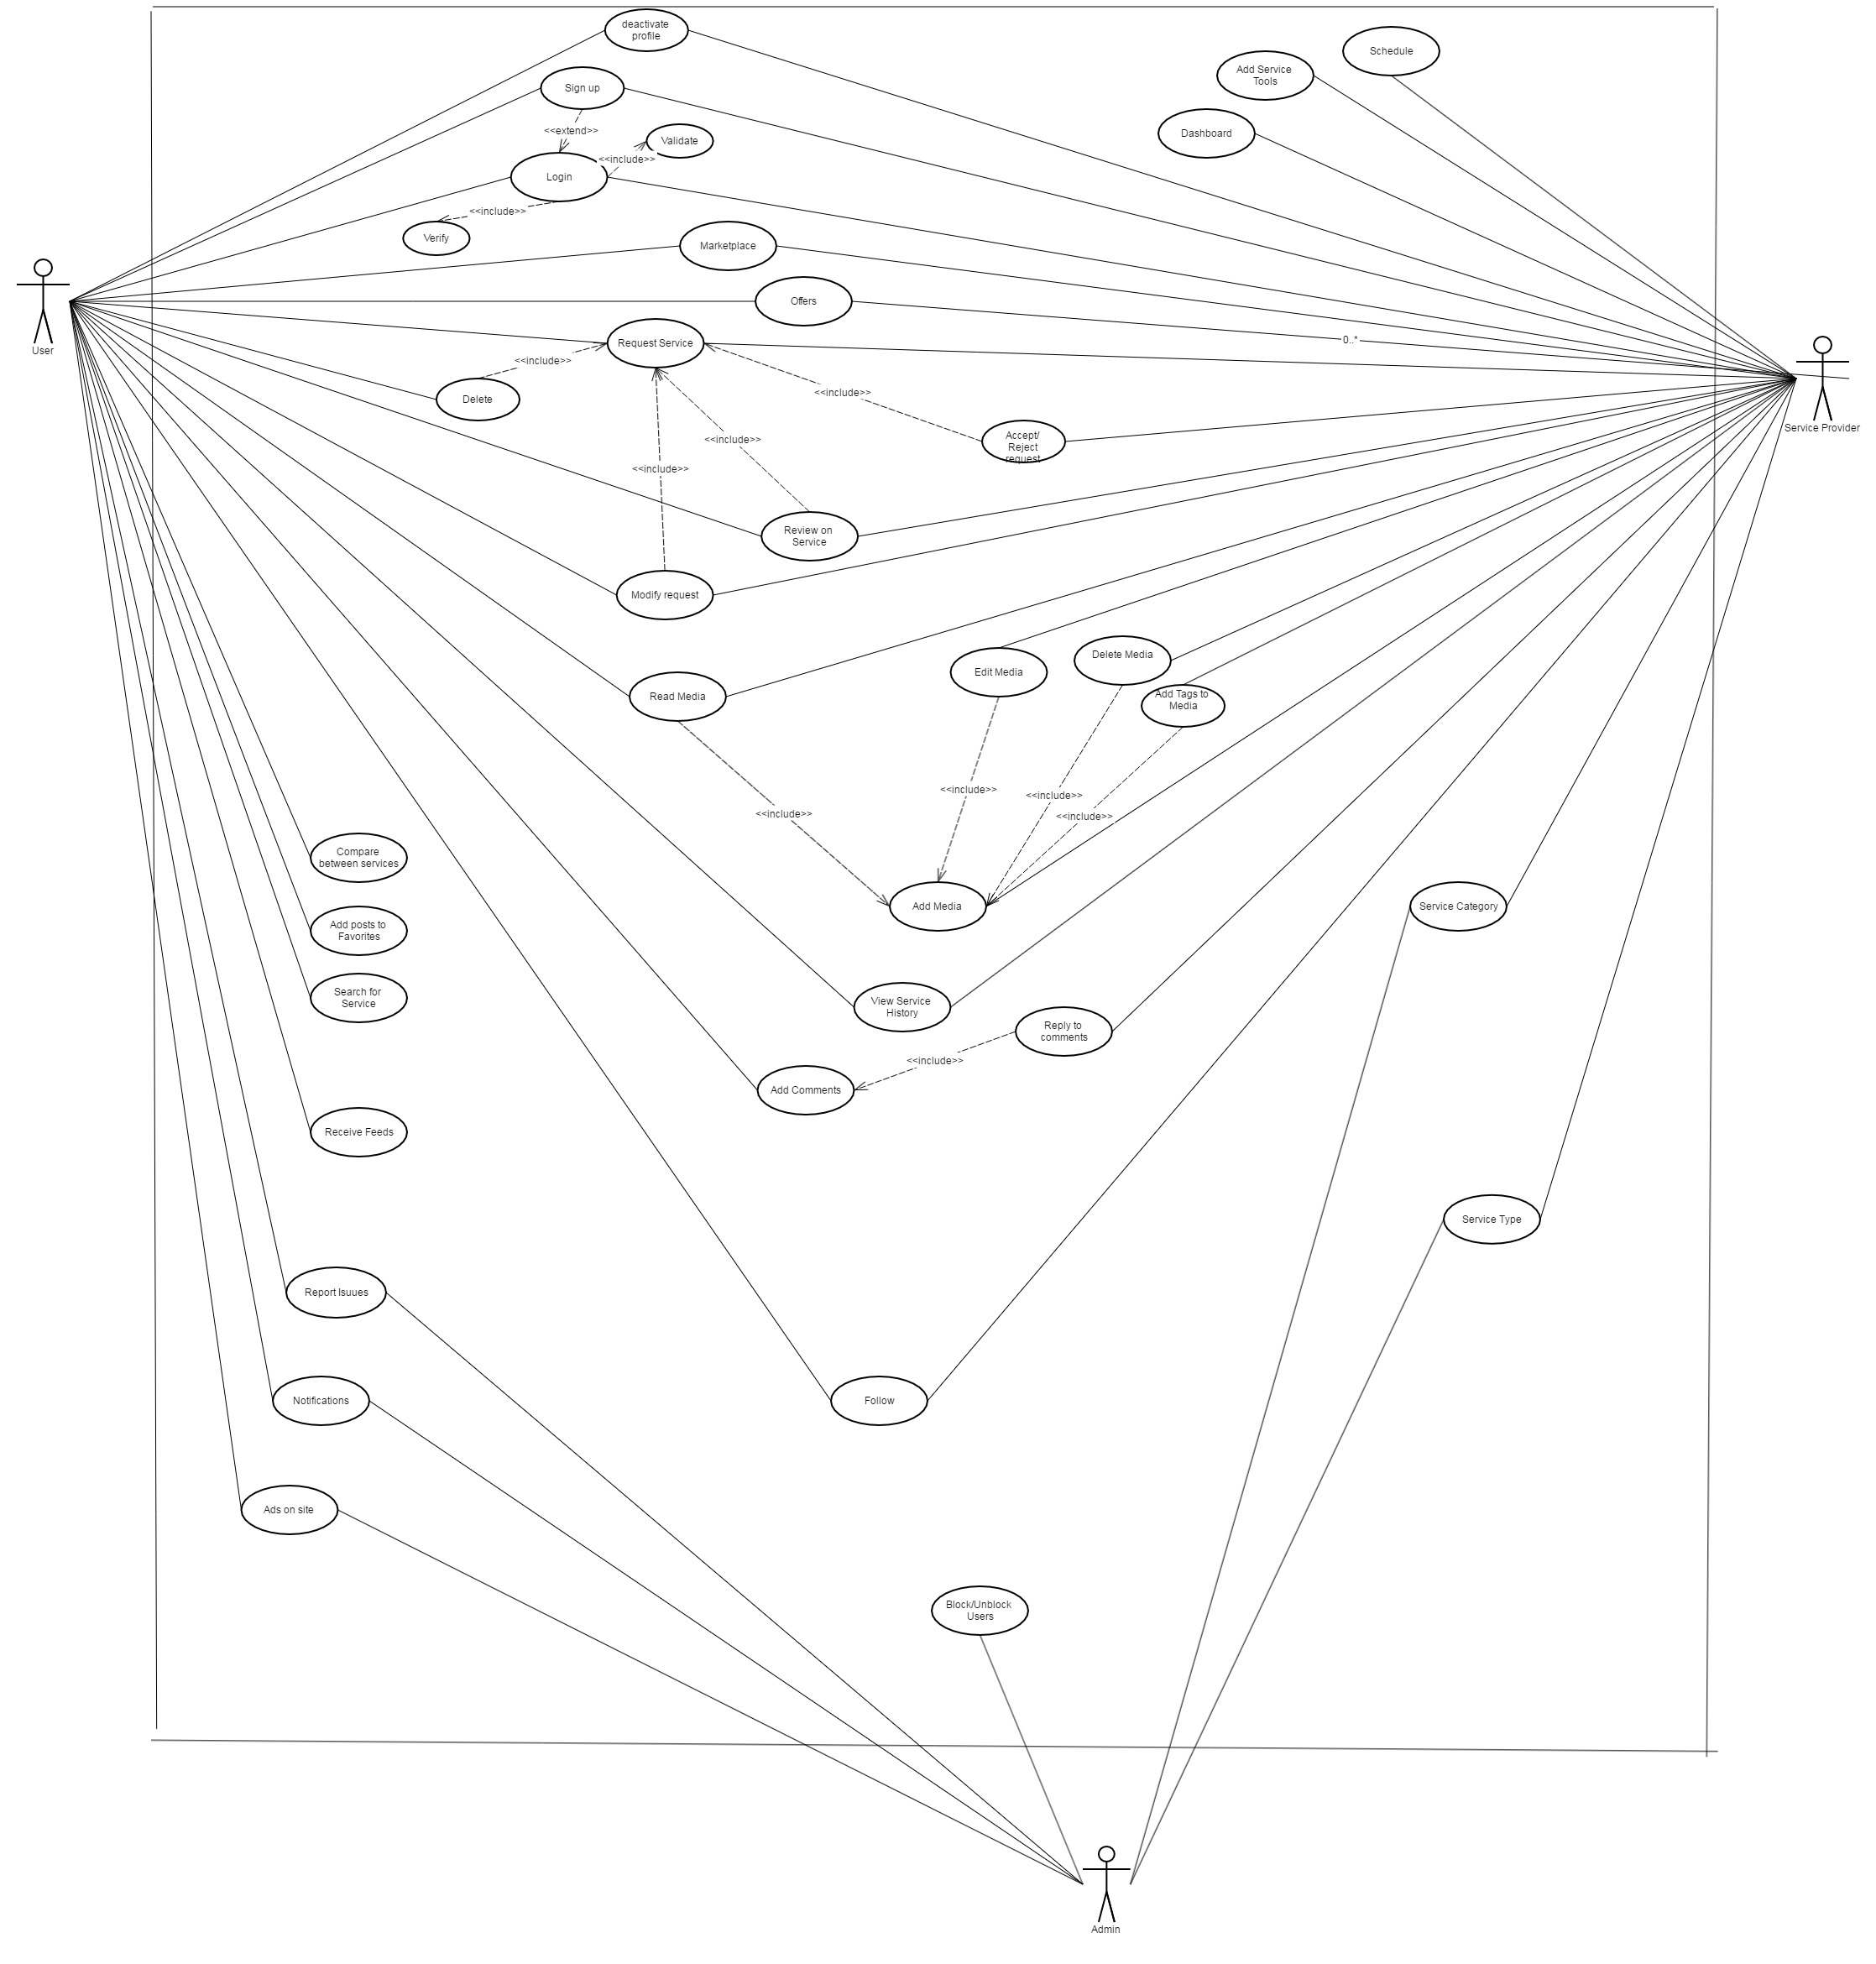 deactivate
profile
Schedule
Add Service
Tools
Sign up
<<extend>>
Dashboard
Validate
<<include>>
Login
<<include>>
Verify
Marketplace
Offers
0..*
User
Request Service
<<include>>
Service Provider
<<include>>
Delete
Accept/
Reject
request
<<include>>
<<include>>
Review on
Service
Modify request
Delete Media
Edit Media
Add Tags to
Media
Read Media
<<include>>
<<include>>
<<include>>
<<include>>
Compare
between services
Add Media
Service Category
Add posts to
Favorites
Search for
Service
View Service
History
Reply to
comments
<<include>>
Add Comments
Receive Feeds
Service Type
Report Isuues
Notifications
Follow
Ads on site
Block/Unblock
Users
Admin